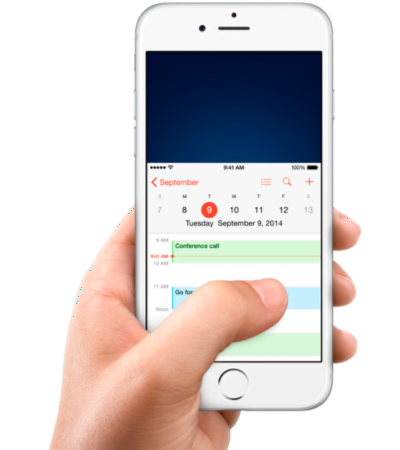 9:41 AM 100%
September
S M T W T F S
7 8 9 10 11 12 13
Tuesday September 9, 2014
9 AM
Conference call
9:41 AM
10 AM
11 AM
Go for
Noon